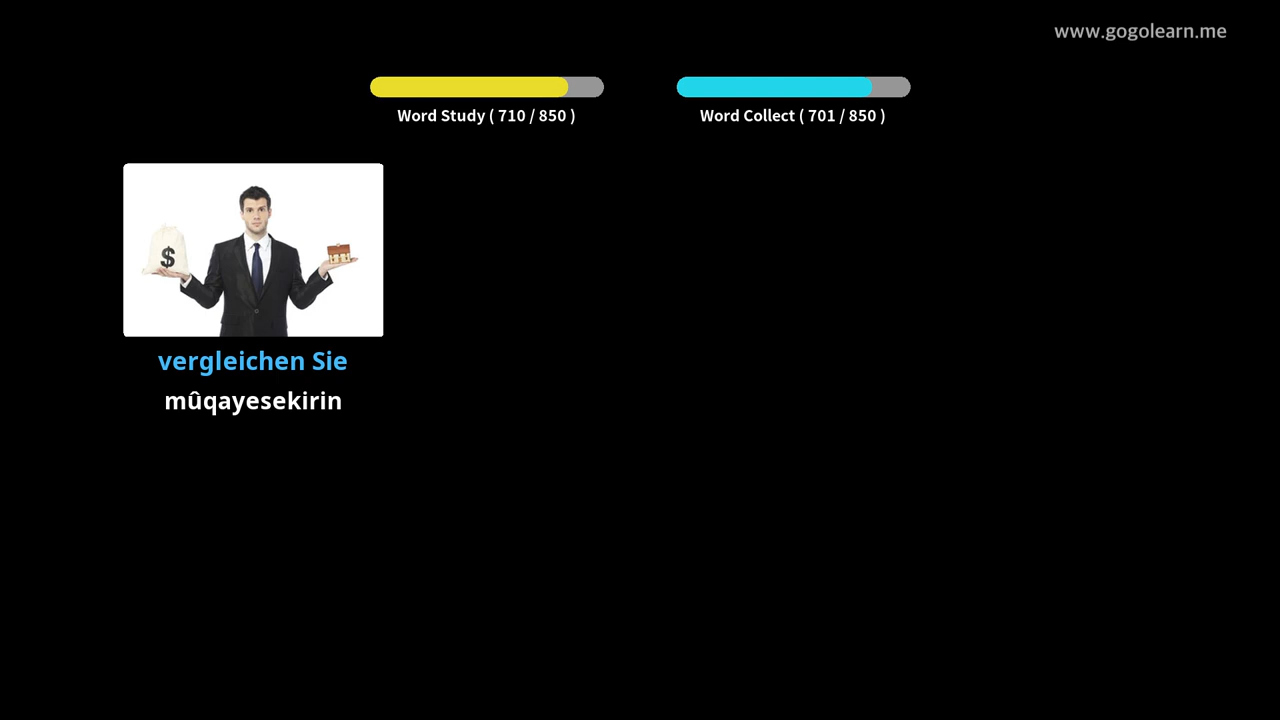 www.gogolearn.me
Word Study ( 710 / 850 )
Word Collect ( 701 / 850 )
$
vergleichen Sie
mûqayesekirin